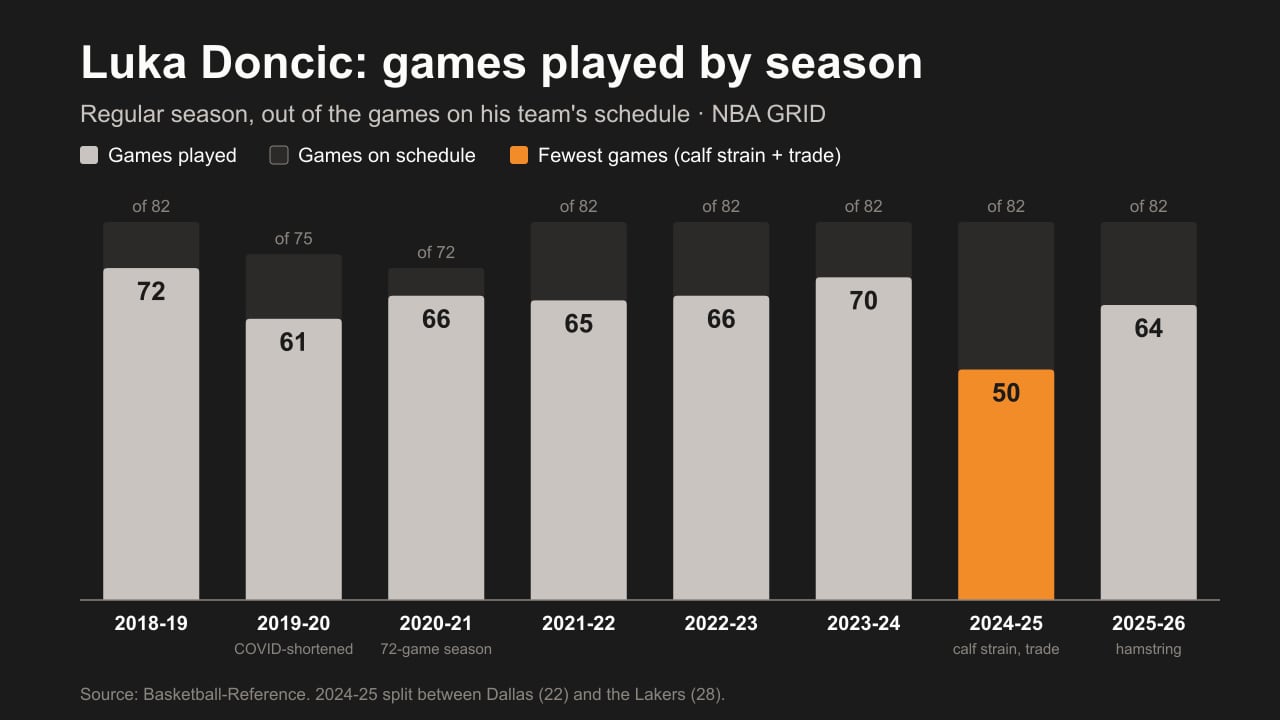 Luka Doncic: games played by season
Regular season, out of the games on his team's schedule · NBA GRID
Games played Games on schedule Fewest games (calf strain + trade)
of 82 of 75 of 72 of 82 of 82 of 82 of 82 of 82
72 61 66 65 66 70 50 64
2018-19 2019-20 2020-21 2021-22 2022-23 2023-24 2024-25 2025-26
COVID-shortened 72-game season calf strain, trade hamstring
Source: Basketball-Reference. 2024-25 split between Dallas (22) and the Lakers (28).